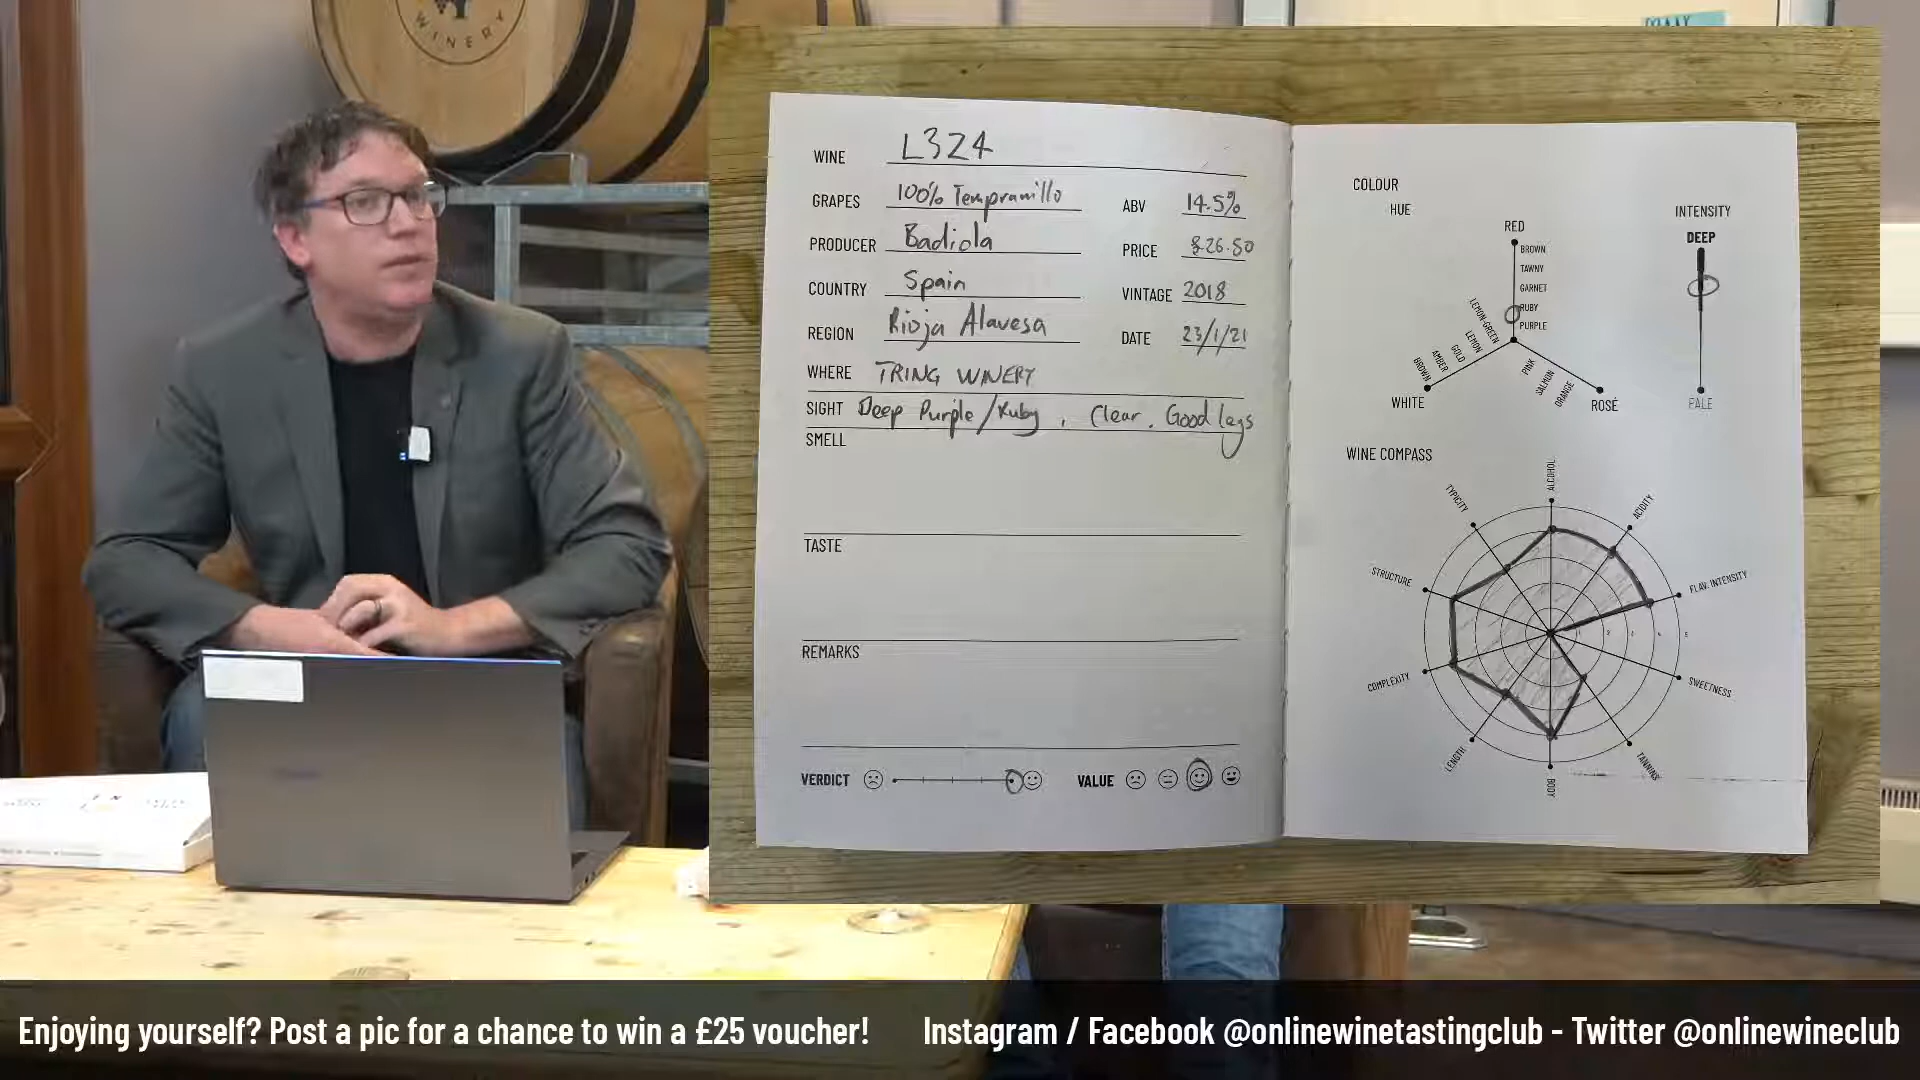 WINERY
WINE L324
GRAPES 100% Tempranillo ABV 14.5%
PRODUCER Badiola PRICE £26.50
COUNTRY Spain VINTAGE 2018
REGION Rioja Alavesa DATE 23/1/21
WHERE TRING WINERY
SIGHT Deep Purple/Ruby, Clear. Good legs
SMELL
TASTE
REMARKS
VERDICT VALUE
COLOUR
HUE
RED
BROWN
TAWNY
GARNET
RUBY
PURPLE
LEMON-GREEN
LEMON
GOLD
AMBER
BROWN
WHITE
PINK
SALMON
ORANGE
ROSÉ
INTENSITY
DEEP
PALE
WINE COMPASS
ALCOHOL
ACIDITY
FLAV. INTENSITY
SWEETNESS
TANNINS
BODY
LENGTH
COMPLEXITY
STRUCTURE
TYPICITY
Enjoying yourself? Post a pic for a chance to win a £25 voucher! Instagram / Facebook @onlinewinetastingclub - Twitter @onlinewineclub